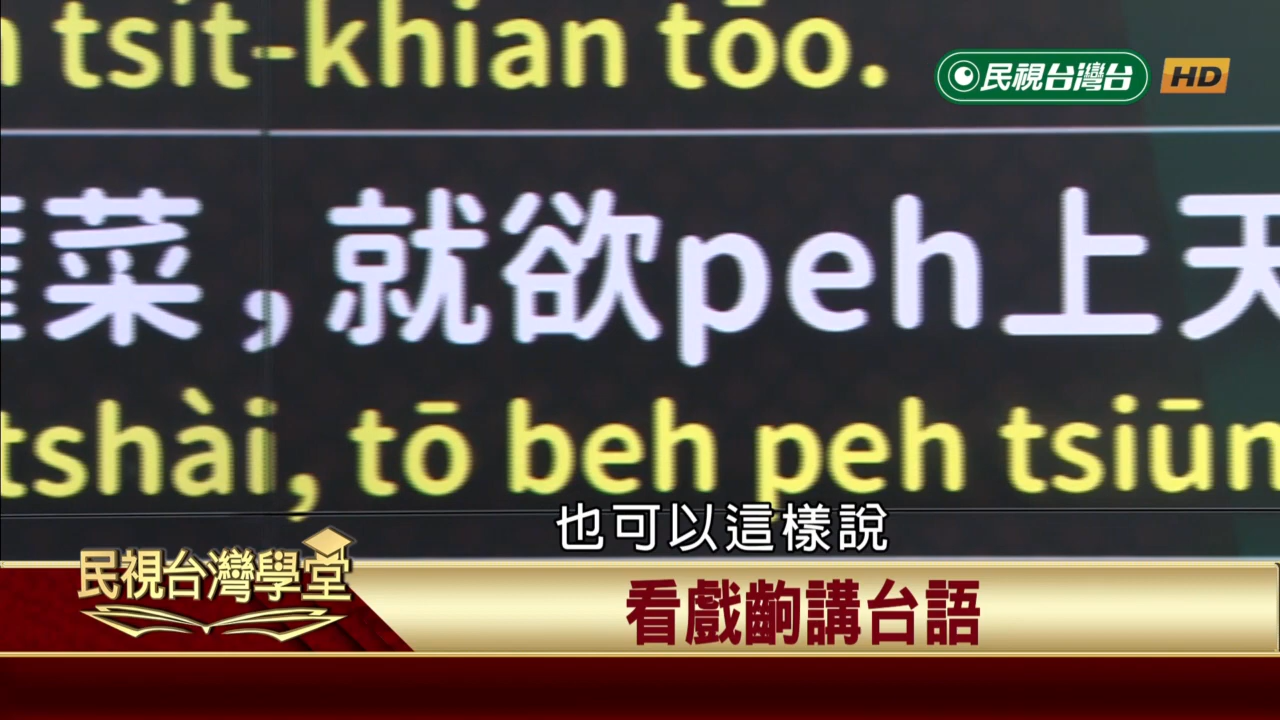 tsi̍t-khian tōo.
民視台灣台 HD
菜，就欲peh上天
tshài, tō beh peh tsiūn
也可以這樣說
民視台灣學堂
看戲齣講台語